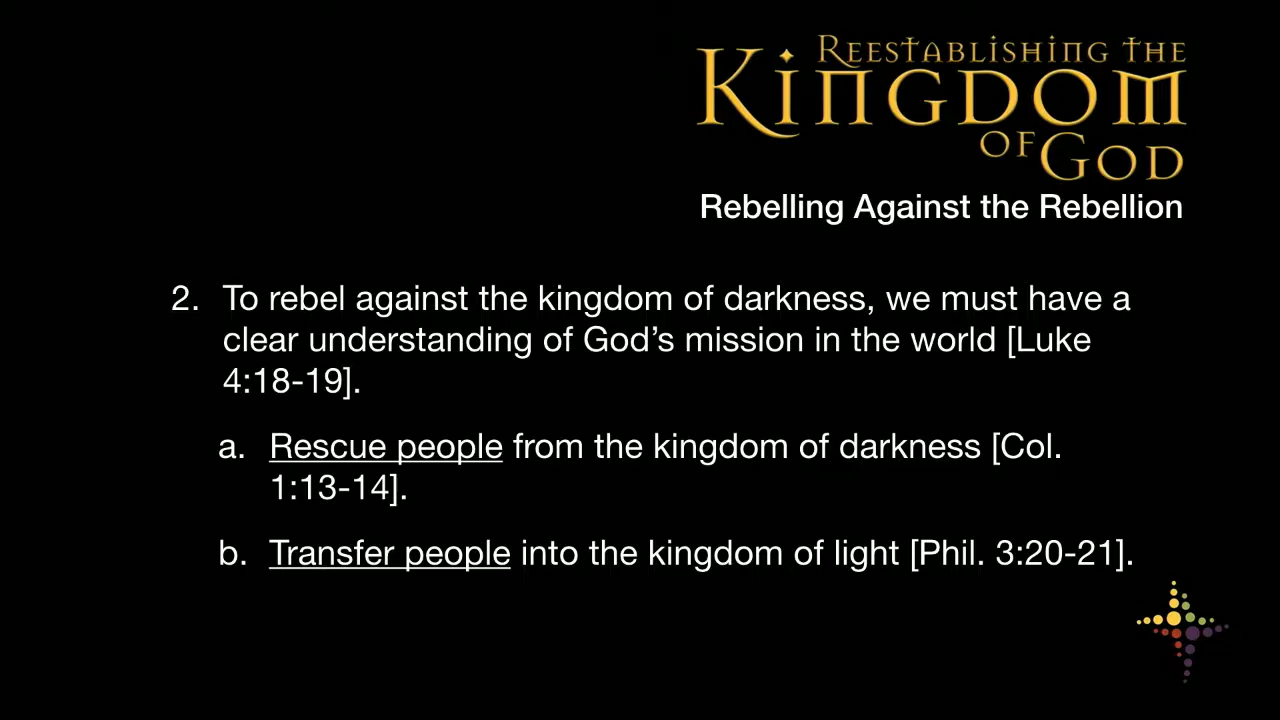 Reestablishing the
Kingdom
of God
Rebelling Against the Rebellion
2. To rebel against the kingdom of darkness, we must have a
clear understanding of God’s mission in the world [Luke
4:18-19].
a. Rescue people from the kingdom of darkness [Col.
1:13-14].
b. Transfer people into the kingdom of light [Phil. 3:20-21].